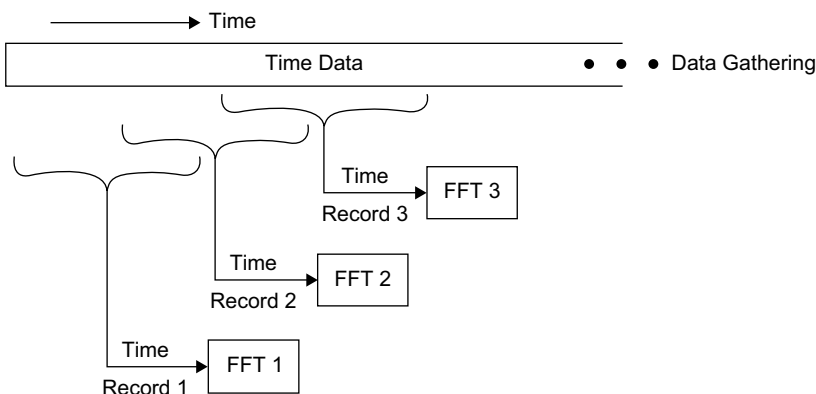 Time
Time Data
Data Gathering
Time
Record 3
FFT 3
Time
Record 2
FFT 2
Time
Record 1
FFT 1